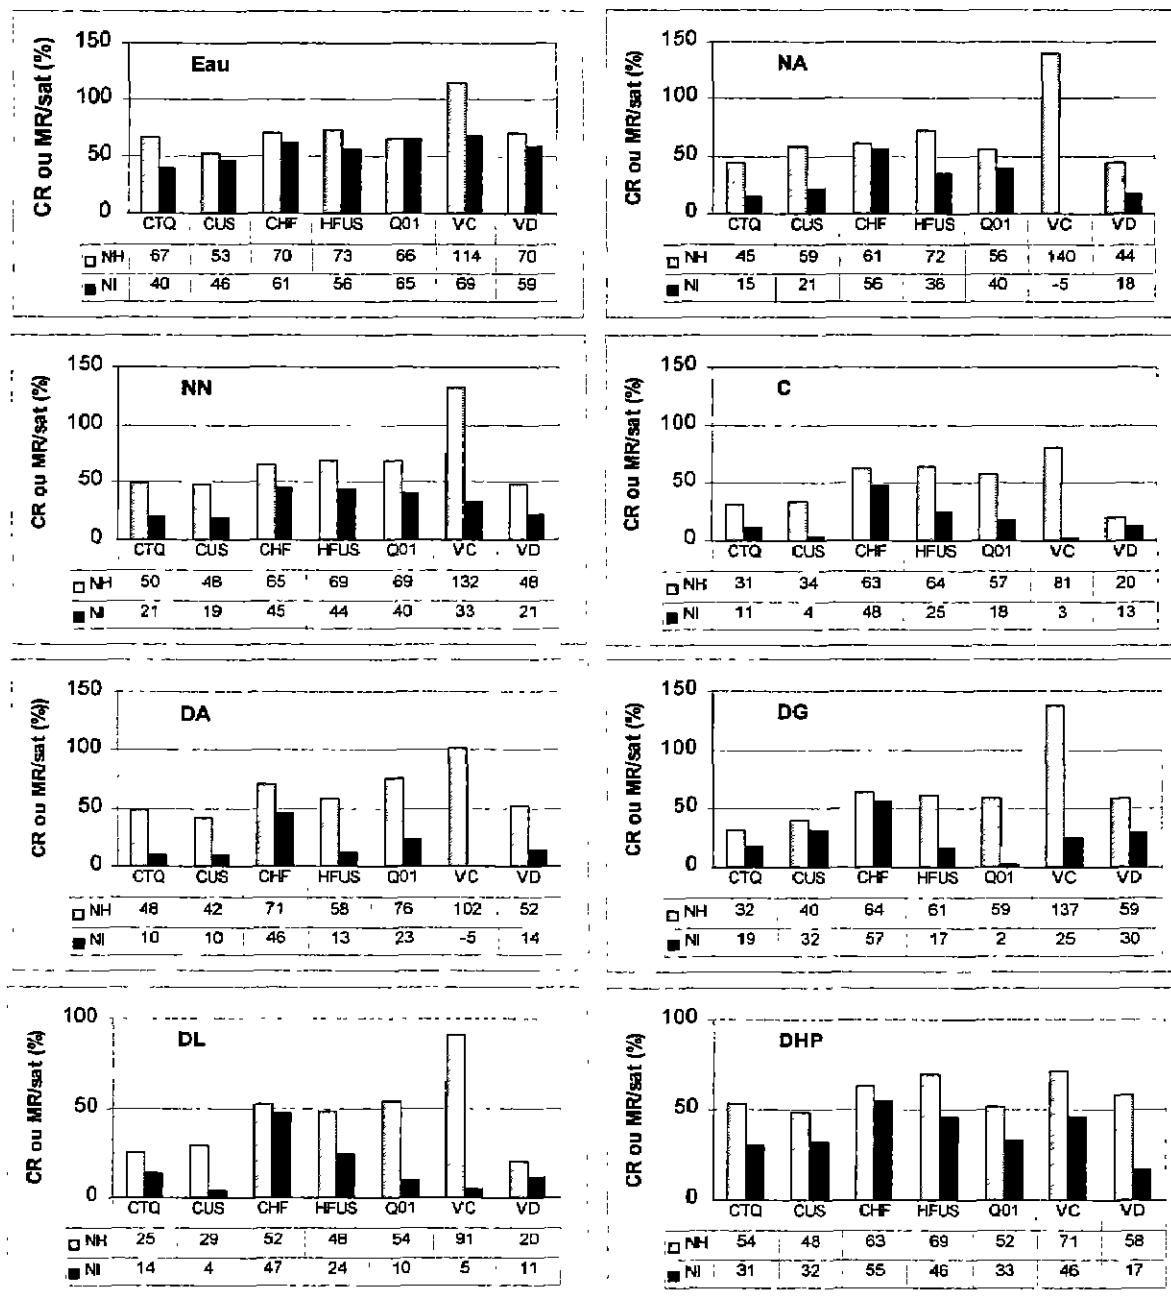 Eau
CR ou MR/sat (%)
150
100
50
0
CTQ CUS CHF HFUS Q01 VC VD
NH 67 53 70 73 66 114 70
NI 40 46 61 56 65 69 59
NA
CR ou MR/sat (%)
150
100
50
0
CTQ CUS CHF HFUS Q01 VC VD
NH 45 59 61 72 56 140 44
NI 15 21 56 36 40 -5 18
NN
CR ou MR/sat (%)
150
100
50
0
CTQ CUS CHF HFUS Q01 VC VD
NH 50 48 65 69 69 132 48
NI 21 19 45 44 40 33 21
C
CR ou MR/sat (%)
150
100
50
0
CTQ CUS CHF HFUS Q01 VC VD
NH 31 34 63 64 57 81 20
NI 11 4 48 25 18 3 13
DA
CR ou MR/sat (%))
150
100
50
0
CTQ CUS CHF HFUS Q01 VC VD
NH 48 42 71 58 76 102 52
NI 10 10 46 13 23 -5 14
DG
CR ou MR/sat (%)
150
100
50
0
CTQ CUS CHF HFUS Q01 VC VD
NH 32 40 64 61 59 137 59
NI 19 32 57 17 2 25 30
DL
CR ou MR/sat (%)
100
50
0
CTQ CUS CHF HFUS Q01 VC VD
NH 25 29 52 48 54 91 20
NI 14 4 47 24 10 5 11
DHP
CR ou MR/sat (%)
100
50
0
CTQ CUS CHF HFUS Q01 VC VD
NH 54 48 63 69 52 71 58
NI 31 32 55 46 33 46 17